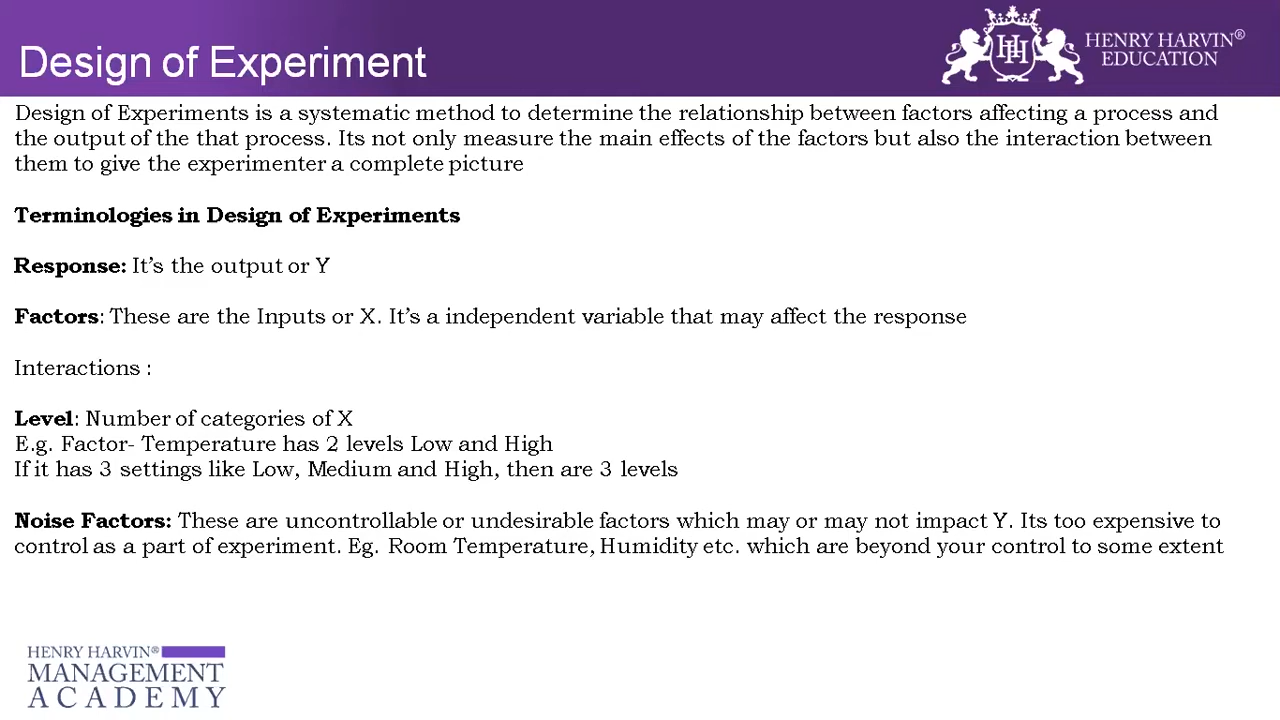 Design of Experiment
HENRY HARVIN®
EDUCATION
Design of Experiments is a systematic method to determine the relationship between factors affecting a process and
the output of the that process. Its not only measure the main effects of the factors but also the interaction between
them to give the experimenter a complete picture
Terminologies in Design of Experiments
Response: It’s the output or Y
Factors: These are the Inputs or X. It’s a independent variable that may affect the response
Interactions :
Level: Number of categories of X
E.g. Factor- Temperature has 2 levels Low and High
If it has 3 settings like Low, Medium and High, then are 3 levels
Noise Factors: These are uncontrollable or undesirable factors which may or may not impact Y. Its too expensive to
control as a part of experiment. Eg. Room Temperature, Humidity etc. which are beyond your control to some extent
HENRY HARVIN®
MANAGEMENT
ACADEMY